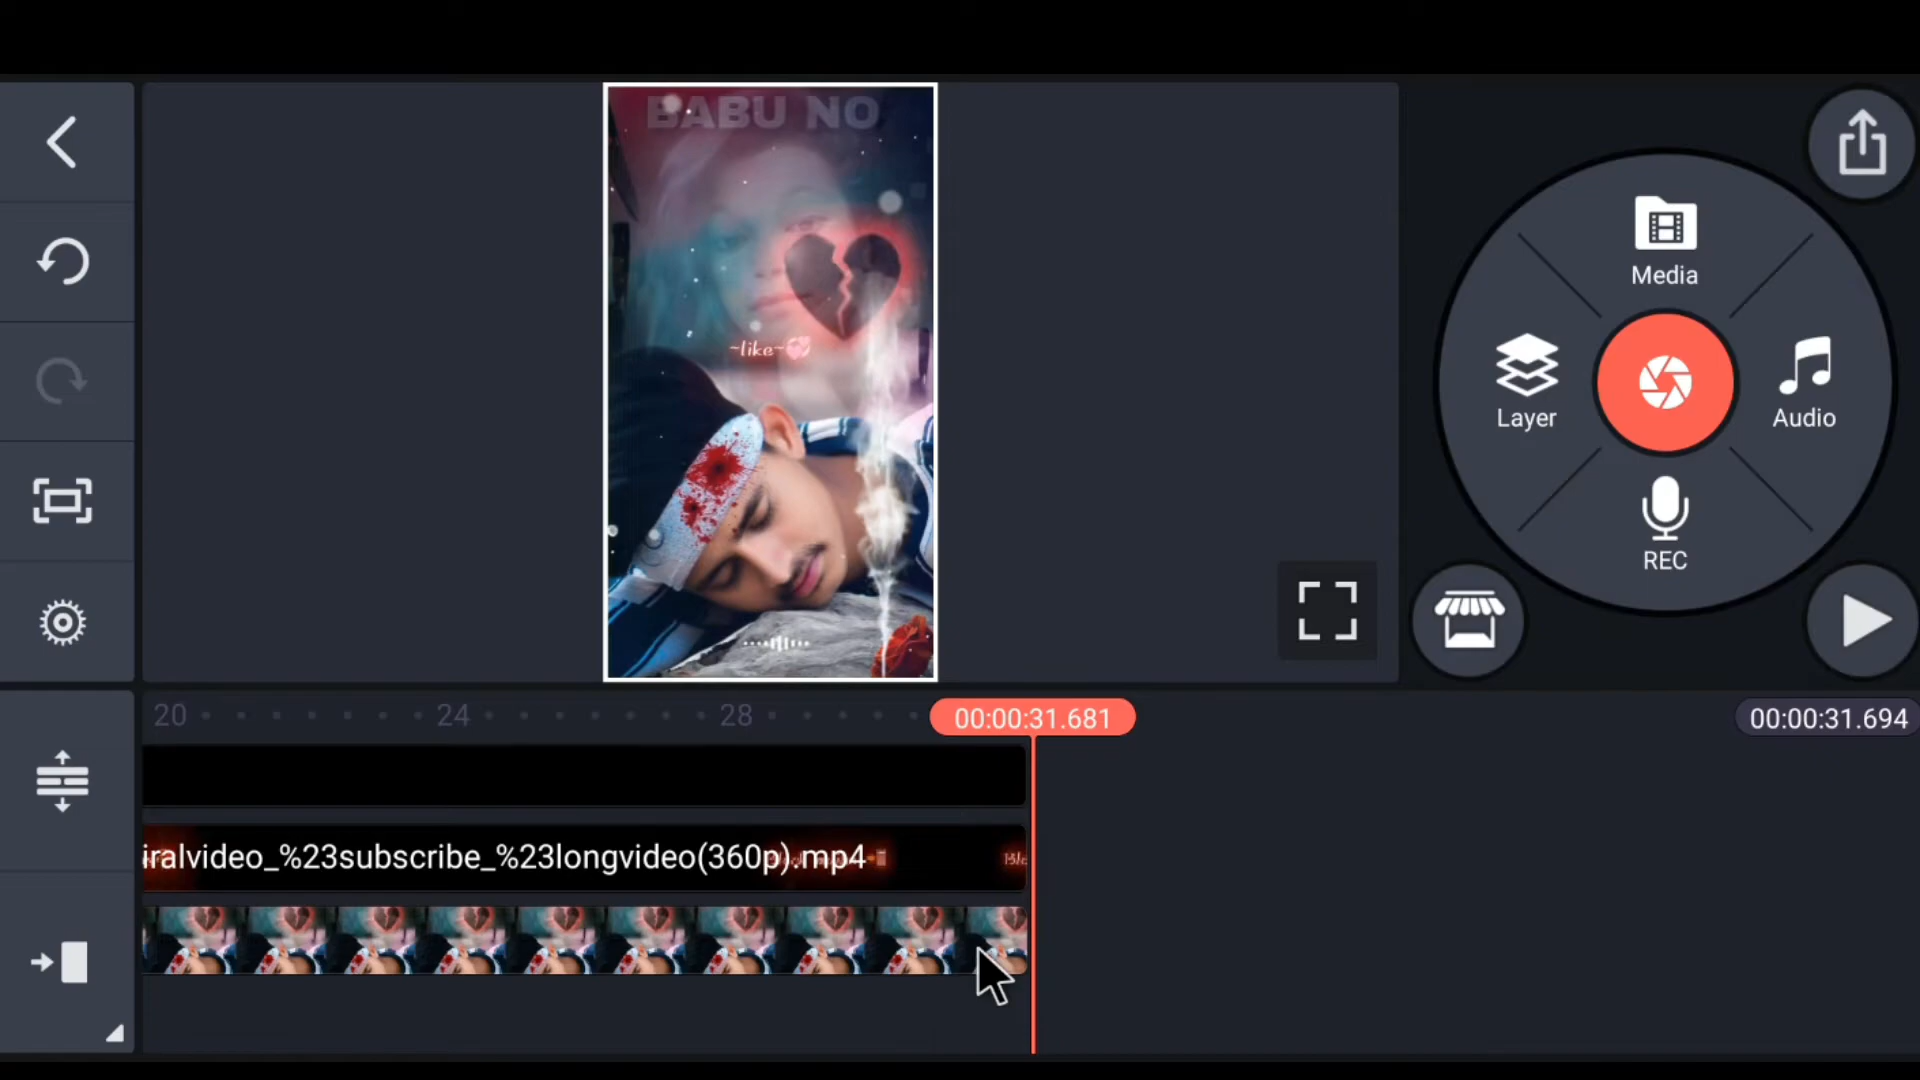 BABU NO
~like~💞
Media
Layer
Audio
REC
20
24
28
00:00:31.681
00:00:31.694
iralvideo_%23subscribe_%23longvideo(360p).mp4